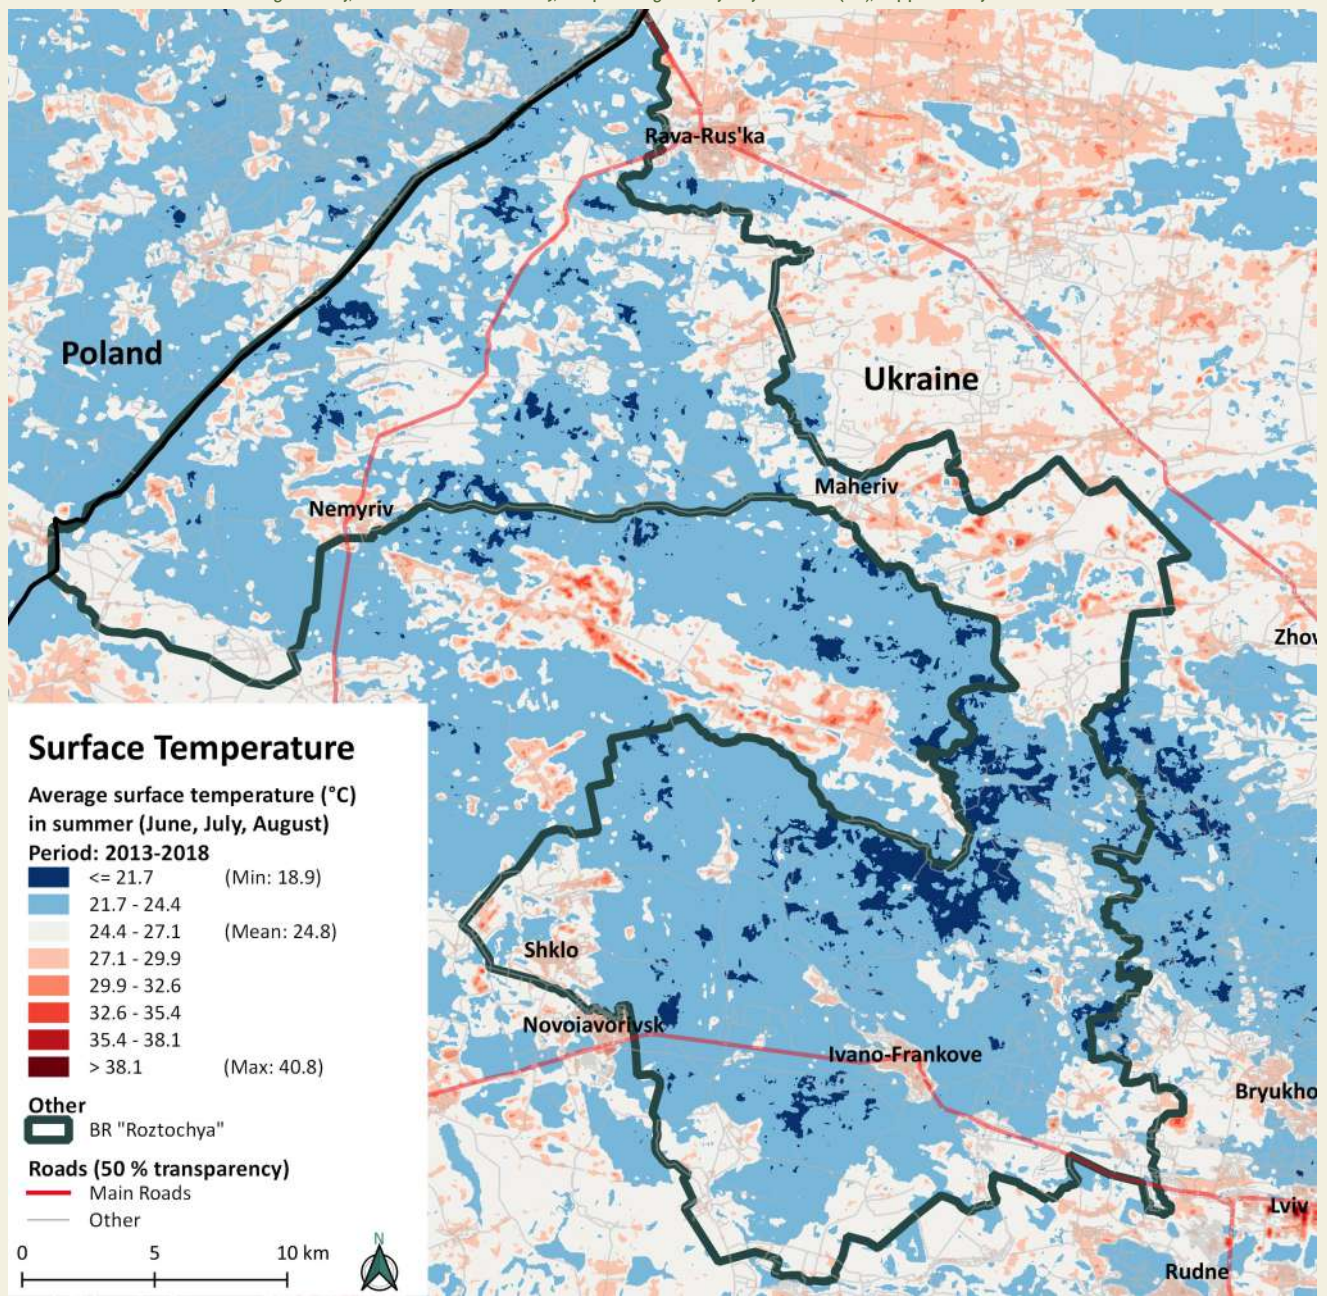 Rava-Rus'ka
Poland
Ukraine
Maheriv
Nemyriv
Zhov
Shklo
Novoiavorivsk
Ivano-Frankove
Bryukho
Lviv
Rudne
Surface Temperature
Average surface temperature (°C)
in summer (June, July, August)
Period: 2013-2018
<= 21.7 (Min: 18.9)
21.7 - 24.4
24.4 - 27.1 (Mean: 24.8)
27.1 - 29.9
29.9 - 32.6
32.6 - 35.4
35.4 - 38.1
> 38.1 (Max: 40.8)
Other
BR "Roztochya"
Roads (50 % transparency)
Main Roads
Other
0 5 10 km
N